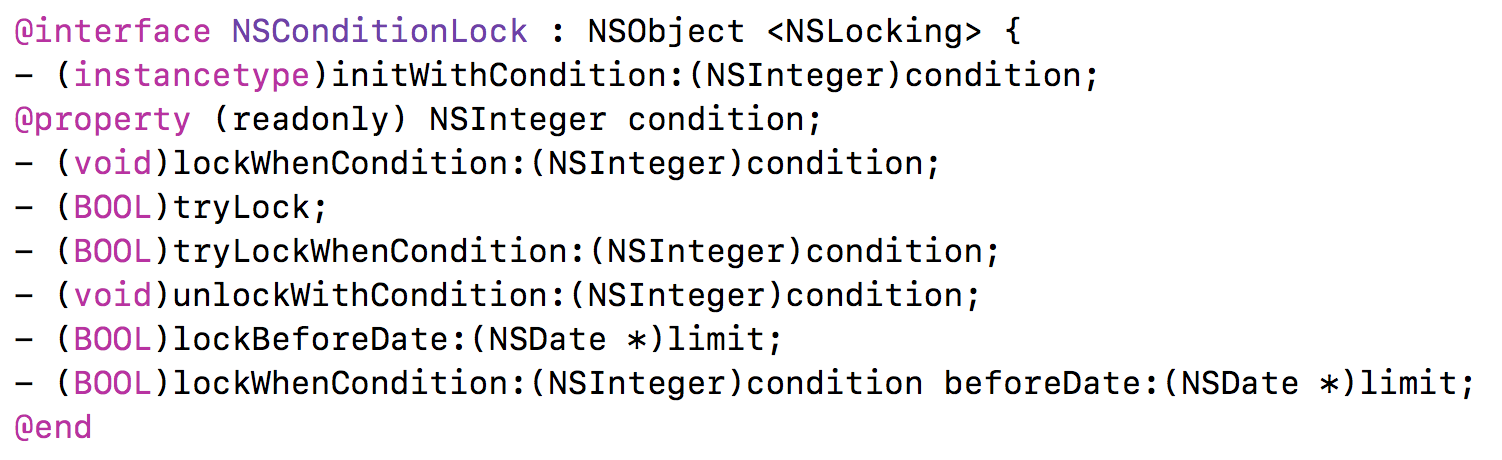 @interface NSConditionLock : NSObject <NSLocking> {
- (instancetype)initWithCondition:(NSInteger)condition;
@property (readonly) NSInteger condition;
- (void)lockWhenCondition:(NSInteger)condition;
- (BOOL)tryLock;
- (BOOL)tryLockWhenCondition:(NSInteger)condition;
- (void)unlockWithCondition:(NSInteger)condition;
- (BOOL)lockBeforeDate:(NSDate *)limit;
- (BOOL)lockWhenCondition:(NSInteger)condition beforeDate:(NSDate *)limit;
@end